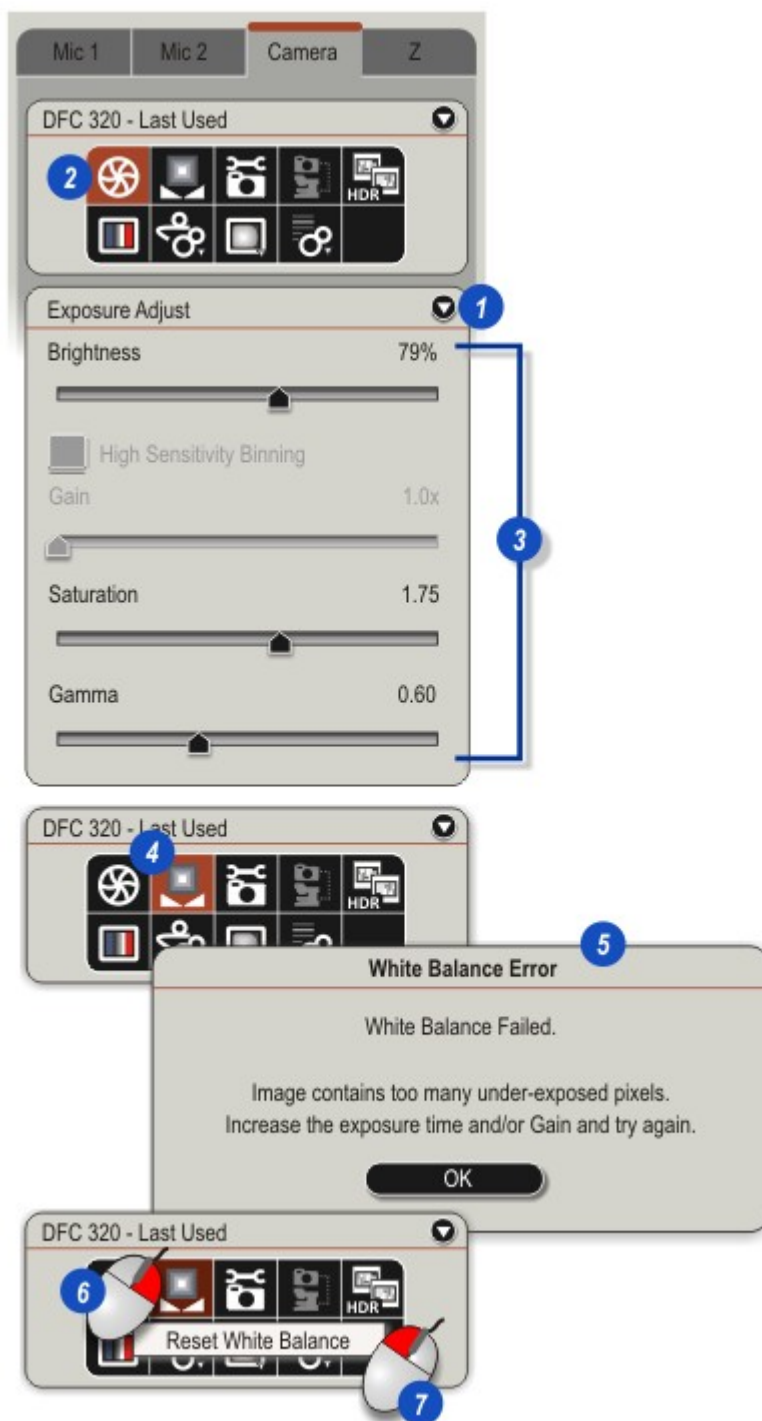 Mic 1 Mic 2 Camera Z
DFC 320 - Last Used
2
HDR
Exposure Adjust
1
Brightness 79%
High Sensitivity Binning
Gain 1.0x
3
Saturation 1.75
Gamma 0.60
DFC 320 - Last Used
4
HDR
5
White Balance Error
White Balance Failed.
Image contains too many under-exposed pixels.
Increase the exposure time and/or Gain and try again.
OK
DFC 320 - Last Used
6
HDR
Reset White Balance
7